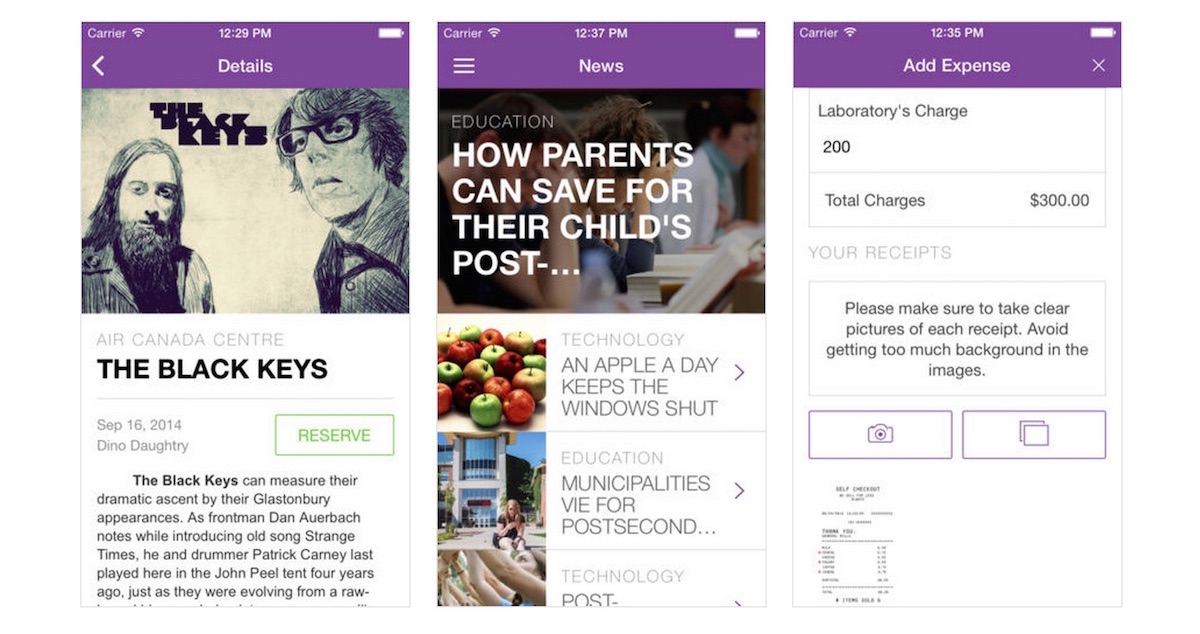 Carrier 12:29 PM
Details
THE
BLACK
KEYS
AIR CANADA CENTRE
THE BLACK KEYS
Sep 16, 2014
Dino Daughtry
RESERVE
The Black Keys can measure their
dramatic ascent by their Glastonbury
appearances. As frontman Dan Auerbach
notes while introducing old song Strange
Times, he and drummer Patrick Carney last
played here in the John Peel tent four years
ago, just as they were evolving from a raw-
Carrier 12:37 PM
News
EDUCATION
HOW PARENTS
CAN SAVE FOR
THEIR CHILD'S
POST-...
TECHNOLOGY
AN APPLE A DAY
KEEPS THE
WINDOWS SHUT
EDUCATION
MUNICIPALITIES
VIE FOR
POSTSECOND...
TECHNOLOGY
POST-
Carrier 12:35 PM
Add Expense
Laboratory's Charge
200
Total Charges $300.00
YOUR RECEIPTS
Please make sure to take clear
pictures of each receipt. Avoid
getting too much background in the
images.
SELF CHECKOUT
THANK YOU,
# ITEMS SOLD 6